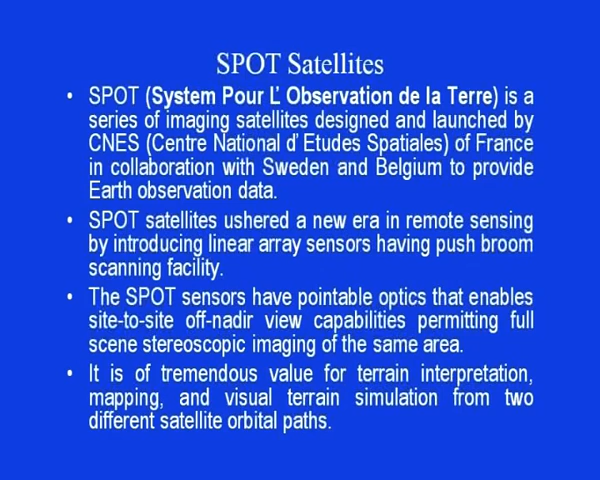 SPOT Satellites
• SPOT (System Pour L' Observation de la Terre) is a
series of imaging satellites designed and launched by
CNES (Centre National d' Etudes Spatiales) of France
in collaboration with Sweden and Belgium to provide
Earth observation data.
• SPOT satellites ushered a new era in remote sensing
by introducing linear array sensors having push broom
scanning facility.
• The SPOT sensors have pointable optics that enables
site-to-site off-nadir view capabilities permitting full
scene stereoscopic imaging of the same area.
• It is of tremendous value for terrain interpretation,
mapping, and visual terrain simulation from two
different satellite orbital paths.